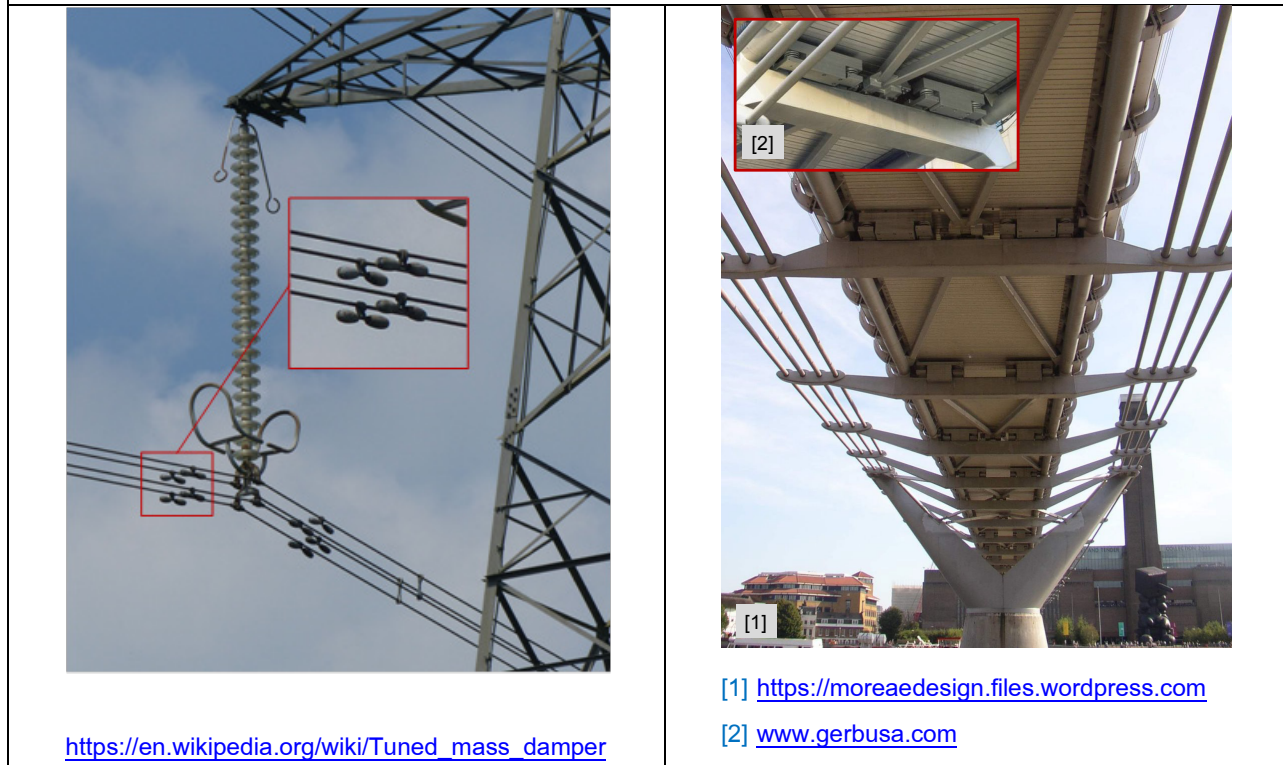 [2]
[1]
https://en.wikipedia.org/wiki/Tuned_mass_damper
[1] https://moreaedesign.files.wordpress.com
[2] www.gerbusa.com